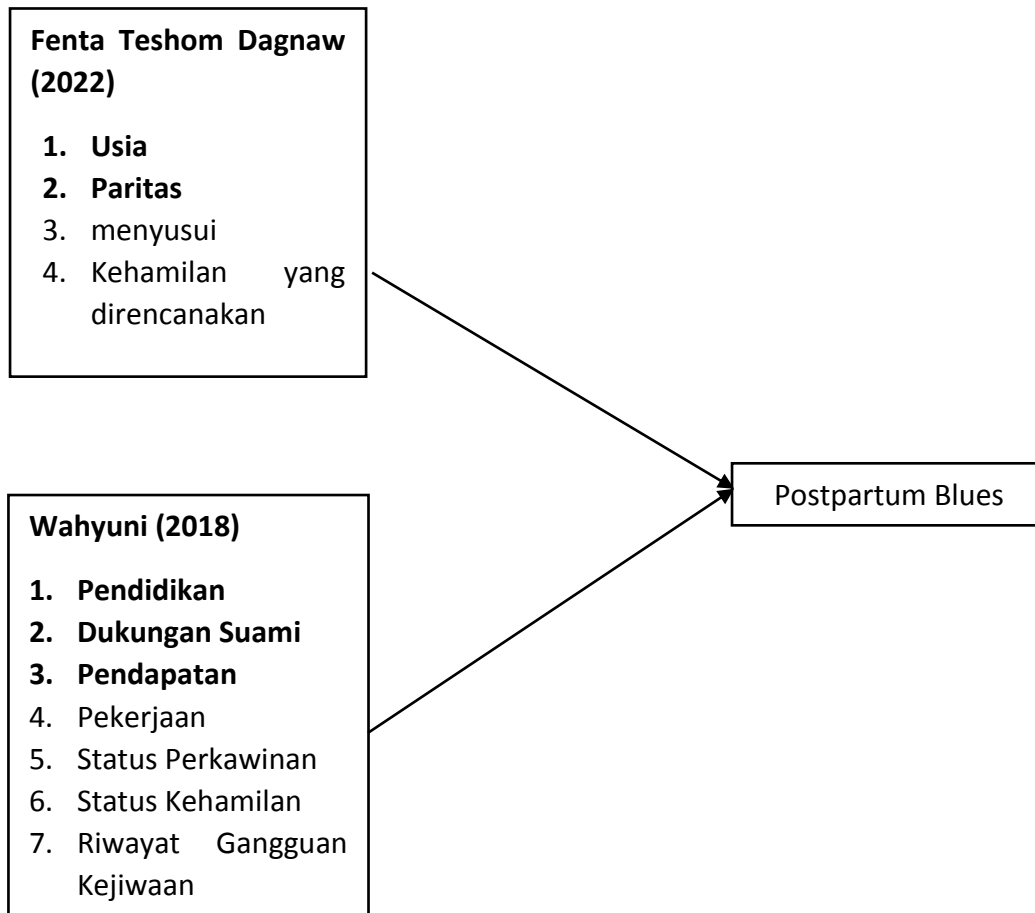 Fenta Teshom Dagnaw
(2022)
1. Usia
2. Paritas
3. menyusui
4. Kehamilan yang
direncanakan
Postpartum Blues
Wahyuni (2018)
1. Pendidikan
2. Dukungan Suami
3. Pendapatan
4. Pekerjaan
5. Status Perkawinan
6. Status Kehamilan
7. Riwayat Gangguan
Kejiwaan